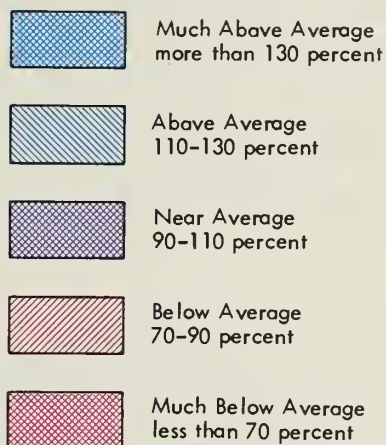 Much Above Average
more than 130 percent
Above Average
110-130 percent
Near Average
90-110 percent
Below Average
70-90 percent
Much Below Average
less than 70 percent